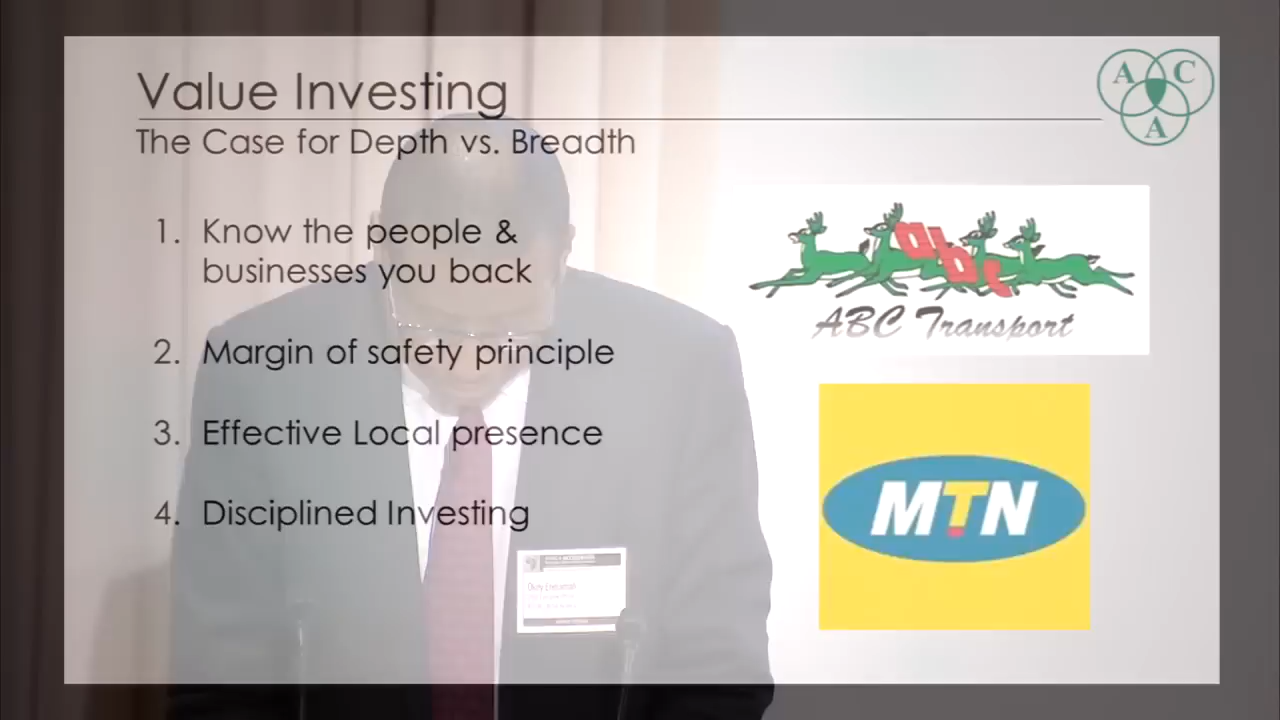 Value Investing
The Case for Depth vs. Breadth
A C
A
1. Know the people &
businesses you back
2. Margin of safety principle
3. Effective Local presence
4. Disciplined Investing
abc
ABC Transport
MTN